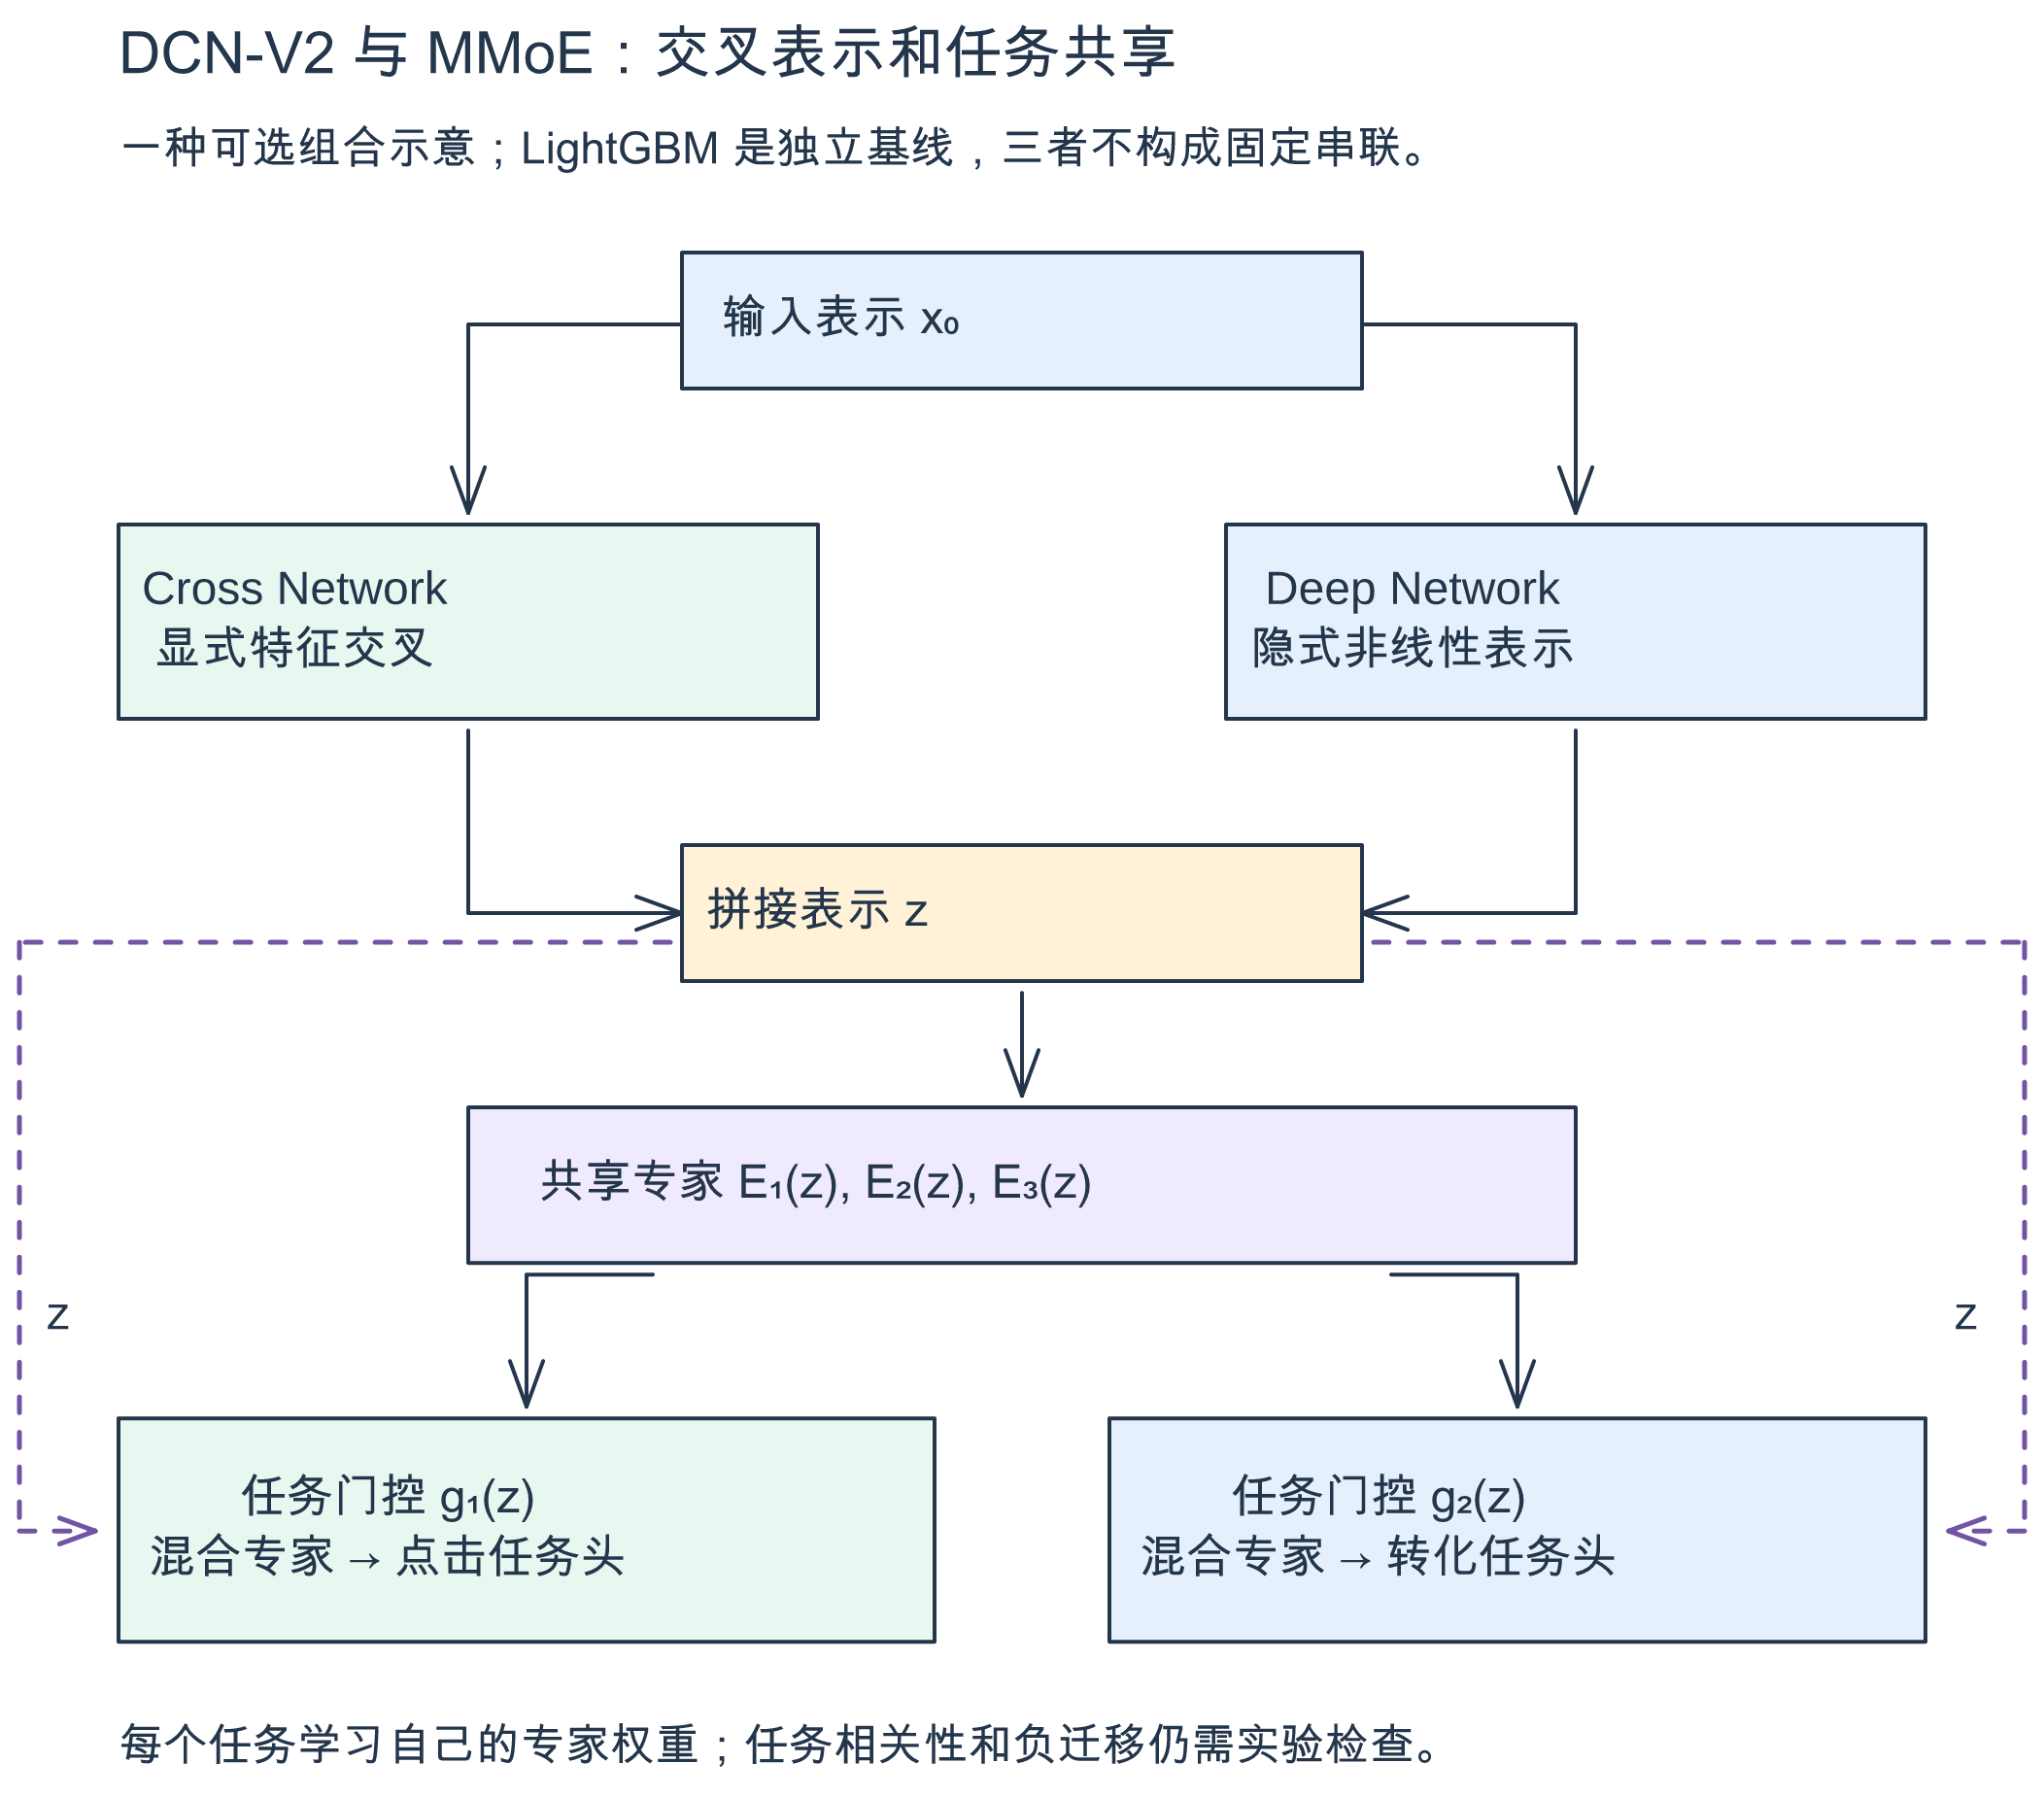 DCN-V2 与 MMoE：交叉表示和任务共享
一种可选组合示意；LightGBM 是独立基线，三者不构成固定串联。
输入表示 x₀
Cross Network
显式特征交叉
Deep Network
隐式非线性表示
拼接表示 z
共享专家 E₁(z), E₂(z), E₃(z)
z
z
任务门控 g₁(z)
混合专家 → 点击任务头
任务门控 g₂(z)
混合专家 → 转化任务头
每个任务学习自己的专家权重；任务相关性和负迁移仍需实验检查。